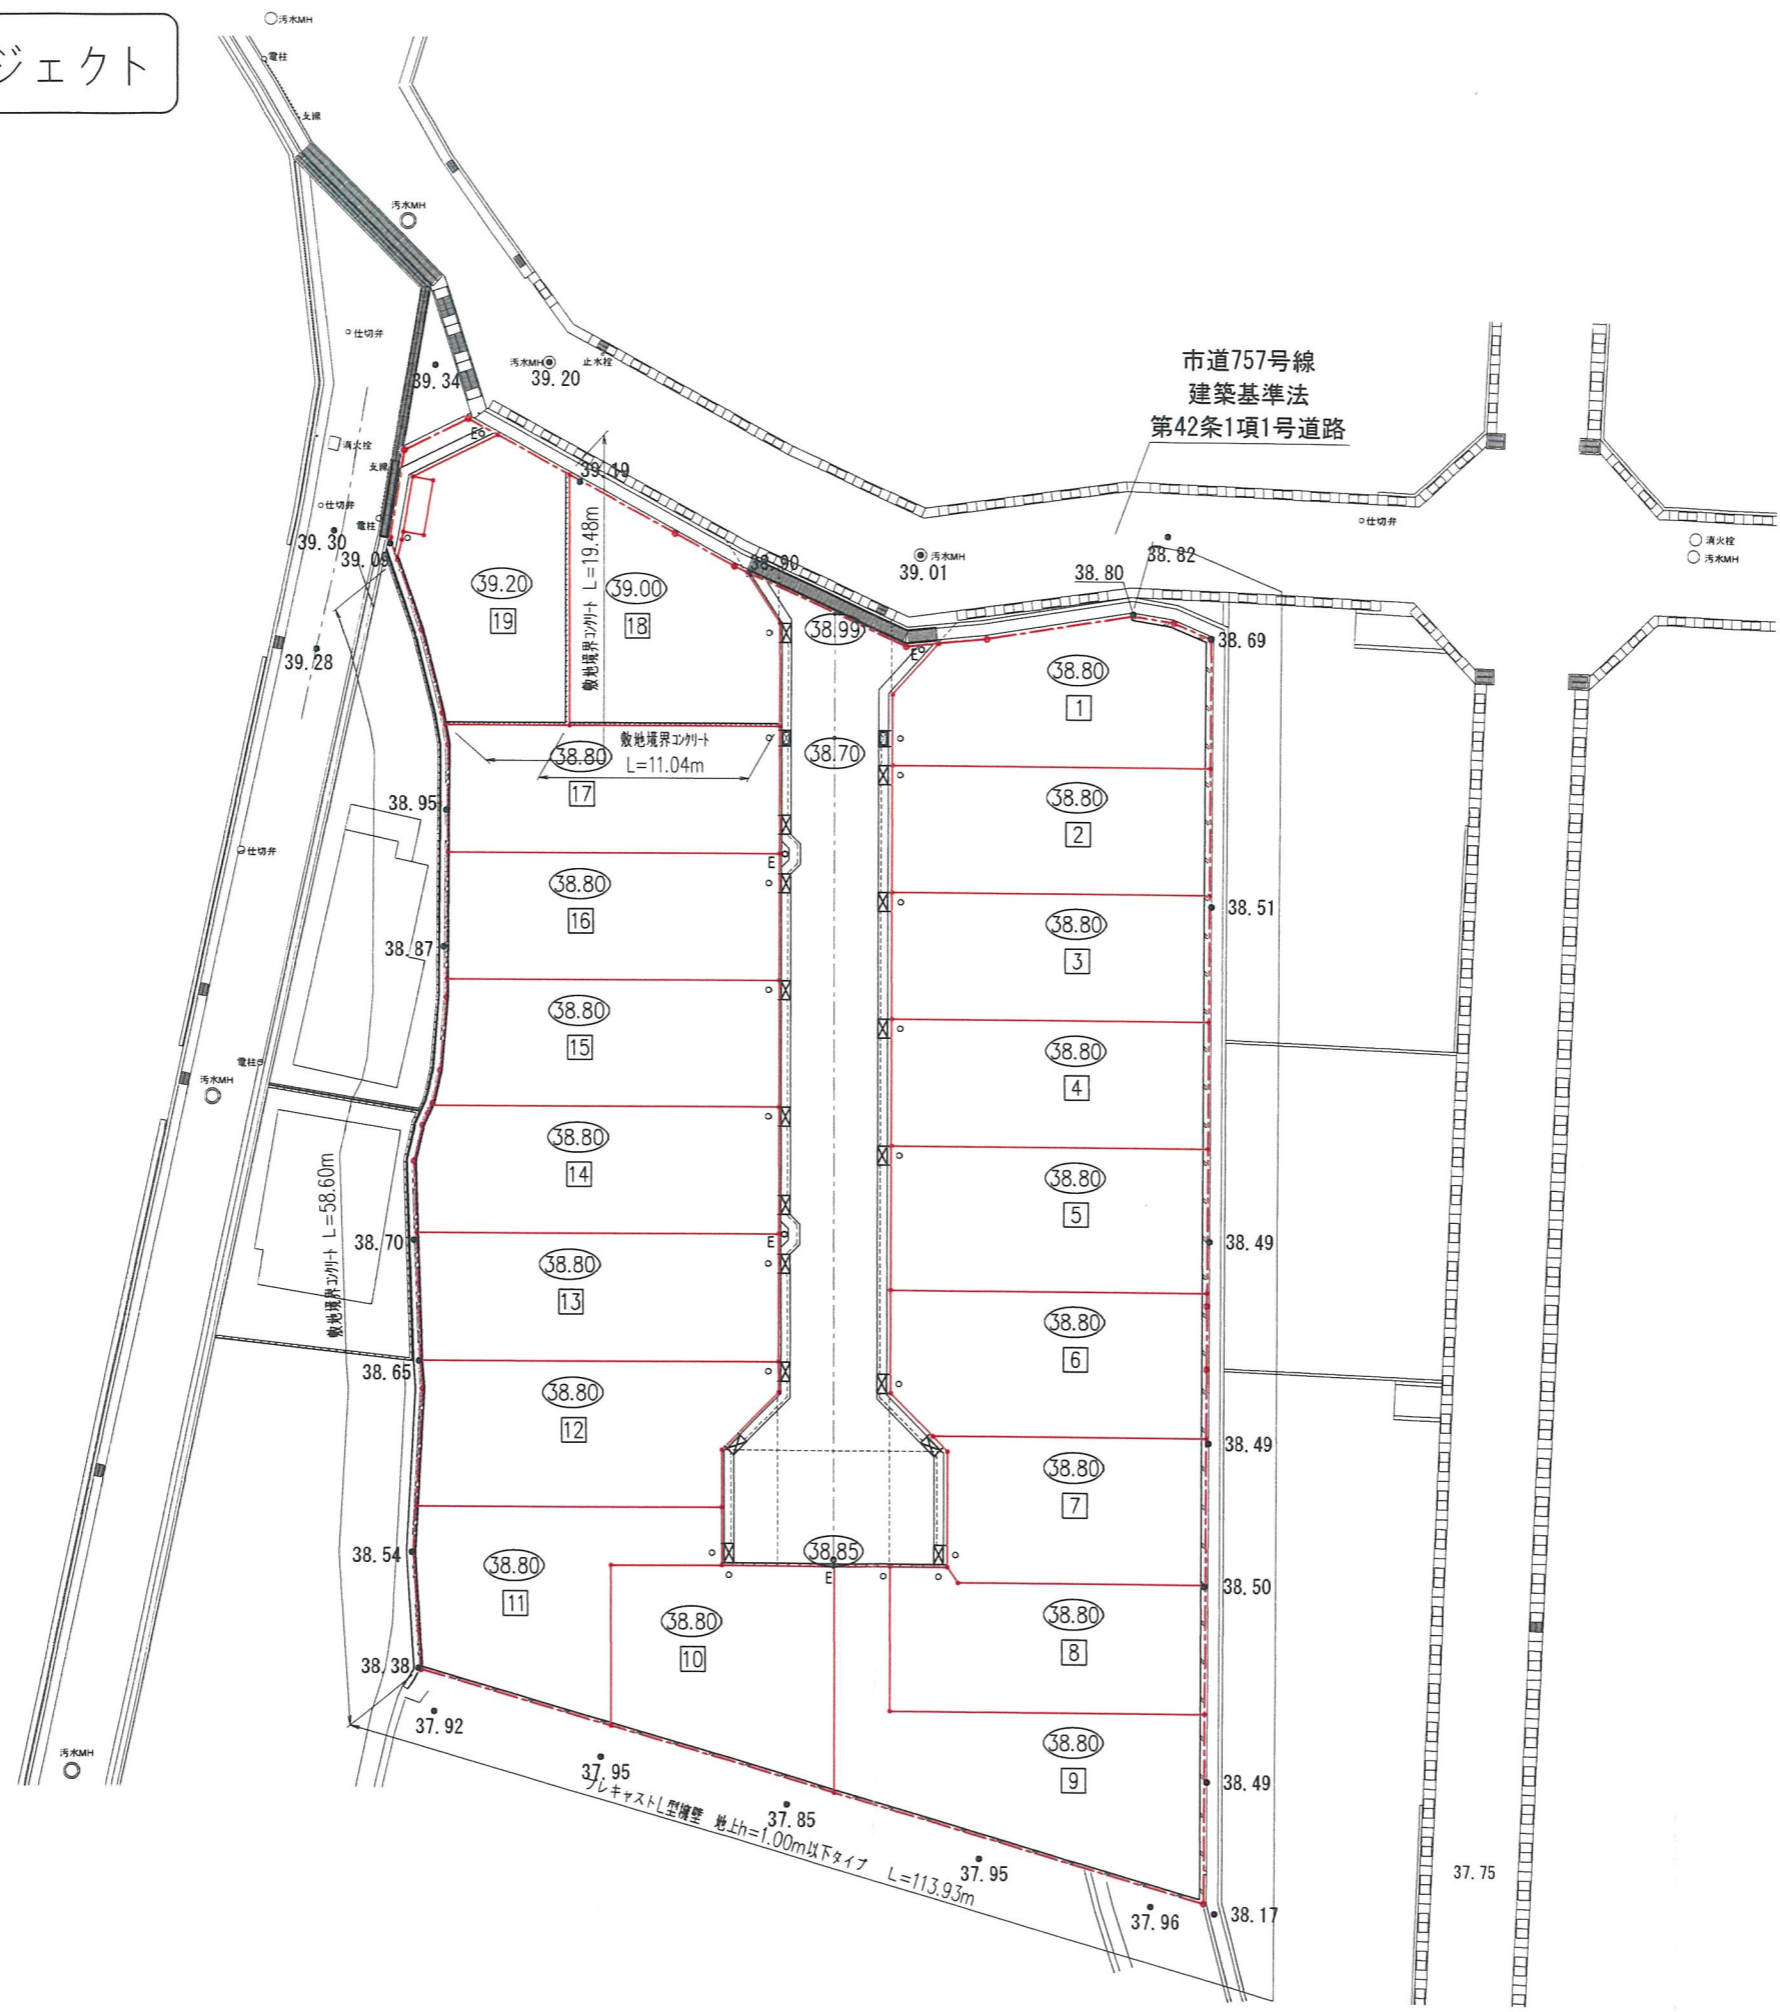 ジェクト
汚水MH
電柱
支線
汚水MH
仕切弁
39.34
汚水MH
39.20
止水栓
市道757号線
建築基準法
第42条1項1号道路
消火栓
支線
E
39.19
仕切弁
電柱
39.30
39.09
仕切弁
消火栓
汚水MH
38.82
汚水MH
39.01
38.90
38.80
39.20
19
39.00
18
敷地境界コンクリート L=19.48m
38.99
E
38.69
39.28
38.80
1
敷地境界コンクリート
L=11.04m
38.70
38.80
17
38.80
2
38.95
仕切弁
E
38.80
16
38.80
3
38.51
38.87
38.80
15
38.80
4
電柱
汚水MH
38.80
14
38.80
5
敷地境界コンクリート L=58.60m
38.70
E
38.49
38.80
13
38.80
6
38.65
38.80
12
38.49
38.80
7
38.54
38.80
11
38.85
E
38.50
38.80
10
38.80
8
38.38
37.92
汚水MH
38.80
9
38.49
37.95
プレキャストL型擁壁 地上h=1.00m以下タイプ L=113.93m
37.85
37.95
37.96
38.17
37.75